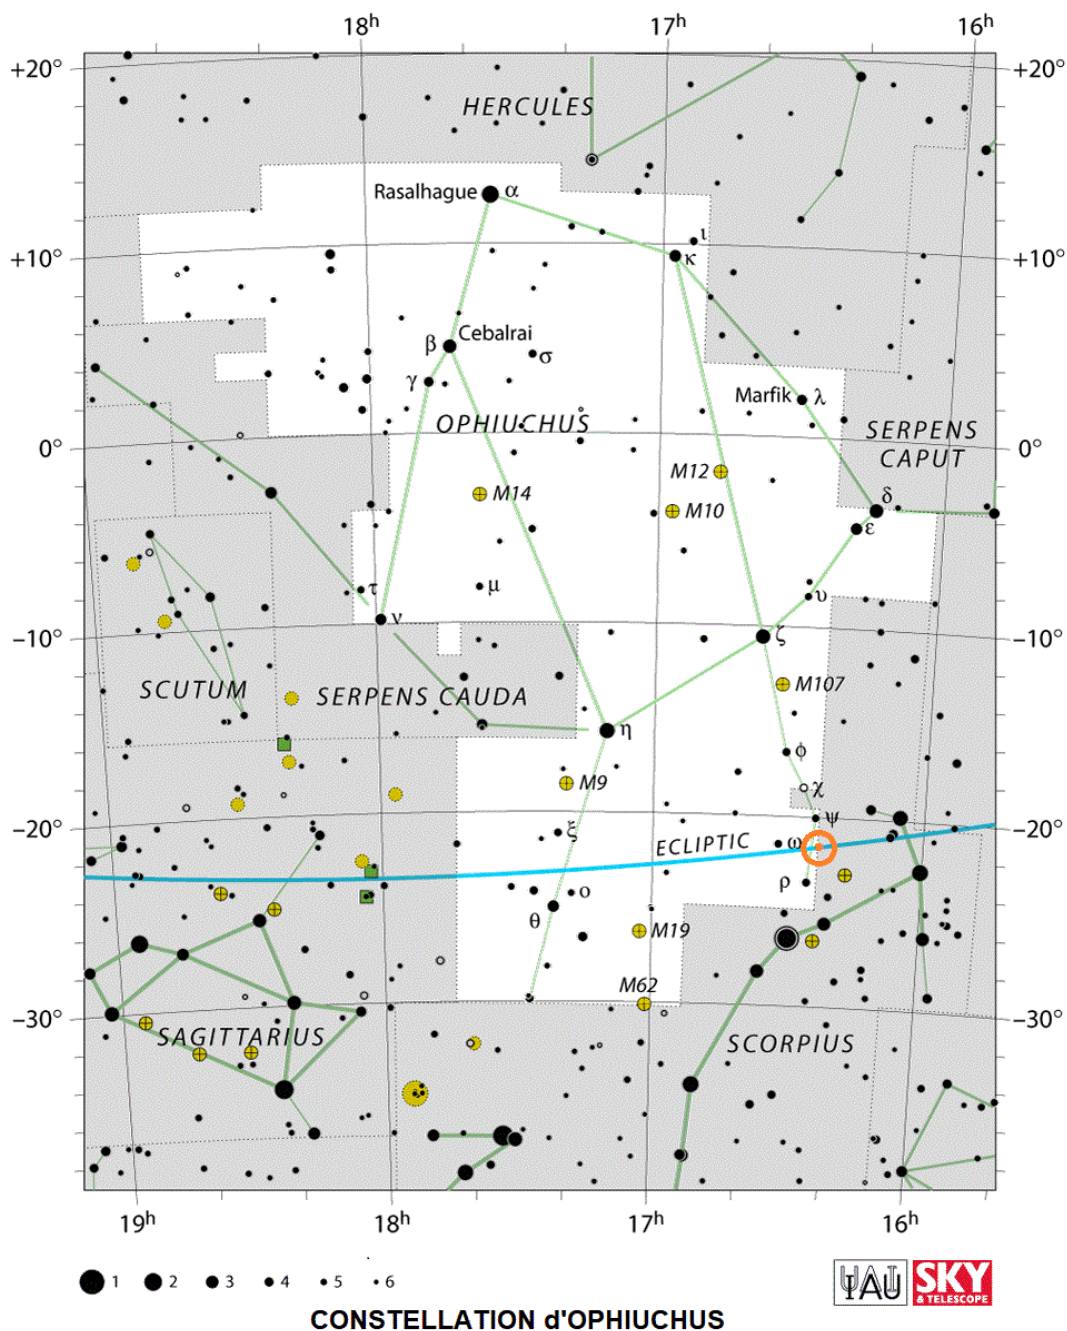 18h 17h 16h
+20° +20°
HERCULES
Rasalhague α
ι
+10° κ +10°
β Cebalrai
σ
γ
Marfik λ
OPHIUCHUS
SERPENS
CAPUT
0° 0°
M12
M14
δ
M10
ε
μ
τ
υ
ν
-10° ζ -10°
M107
SCUTUM
SERPENS CAUDA
η
φ
M9
χ
ψ
-20° ξ -20°
ECLIPTIC ω
ρ
ο
θ
M19
M62
-30° -30°
SAGITTARIUS
SCORPIUS
19h 18h 17h 16h
1 2 3 4 5 6
IAU
SKY
& TELESCOPE
CONSTELLATION d'OPHIUCHUS